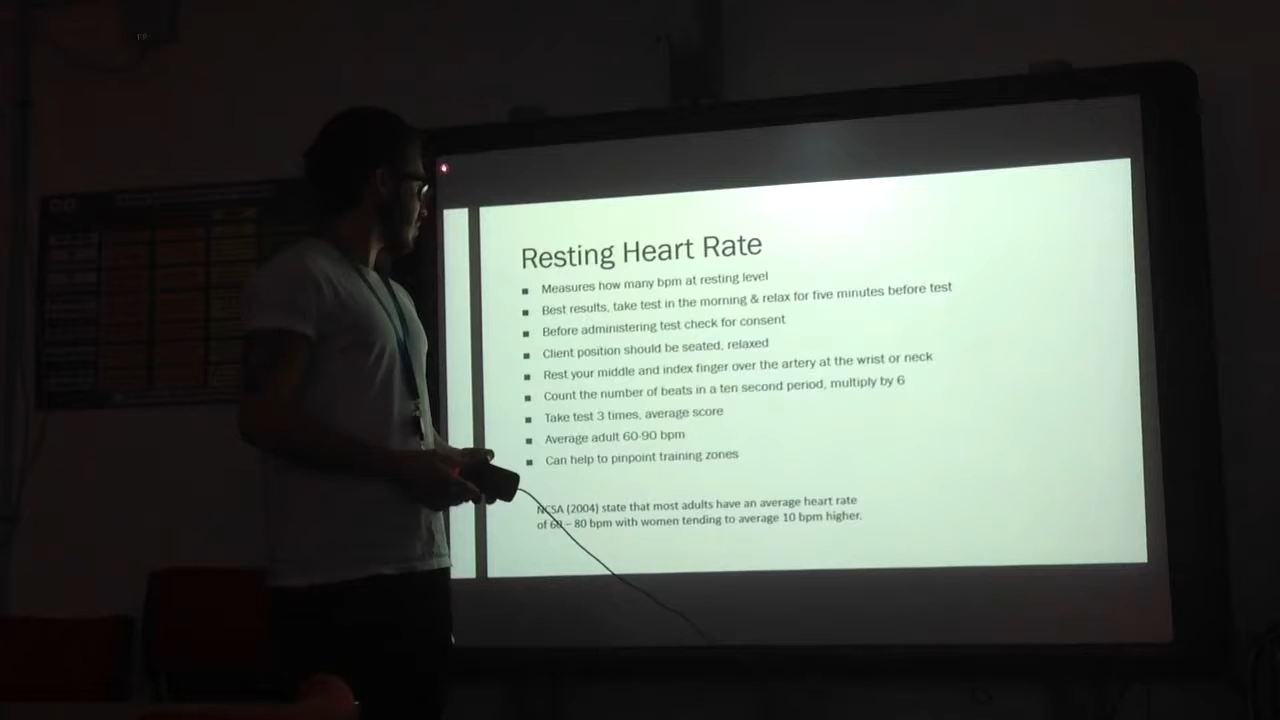 Resting Heart Rate
Measures how many bpm at resting level
Best results, take test in the morning & relax for five minutes before test
Before administering test check for consent
Client position should be seated, relaxed
Rest your middle and index finger over the artery at the wrist or neck
Count the number of beats in a ten second period, multiply by 6
Take test 3 times, average score
Average adult 60-90 bpm
Can help to pinpoint training zones
NCSA (2004) state that most adults have an average heart rate
of 60 – 80 bpm with women tending to average 10 bpm higher.